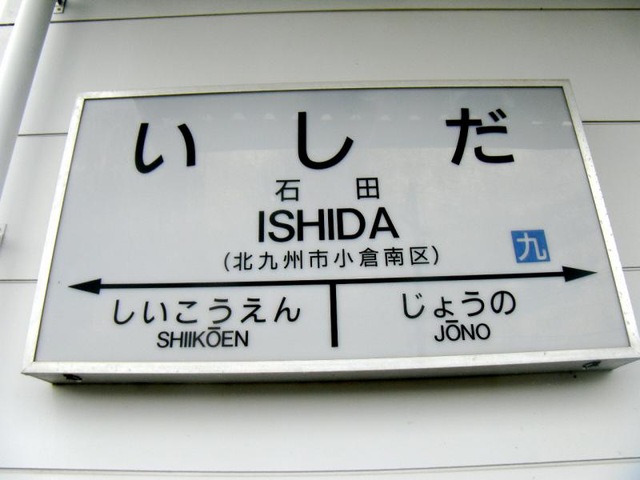 いしだ
石田
ISHIDA
(北九州市小倉南区)
九
しいこうえん じょうの
SHIIKŌEN JŌNO